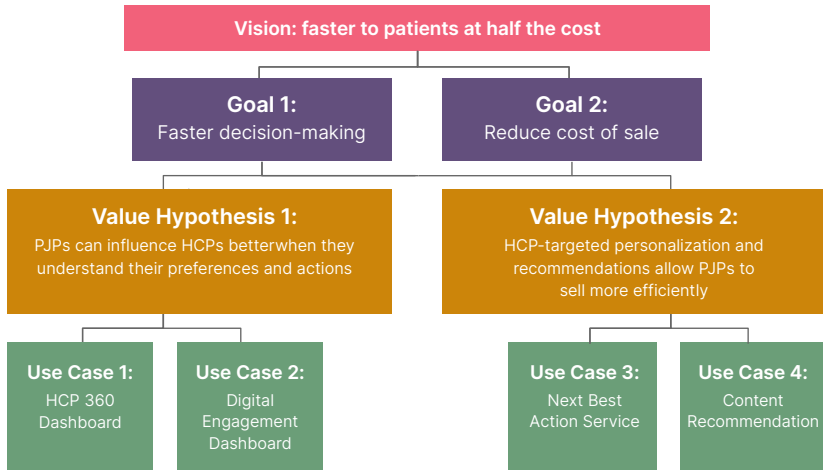 Vision: faster to patients at half the cost
Goal 1:
Faster decision-making
Goal 2:
Reduce cost of sale
Value Hypothesis 1:
PJPs can influence HCPs betterwhen they
understand their preferences and actions
Value Hypothesis 2:
HCP-targeted personalization and
recommendations allow PJPs to
sell more efficiently
Use Case 1:
HCP 360
Dashboard
Use Case 2:
Digital
Engagement
Dashboard
Use Case 3:
Next Best
Action Service
Use Case 4:
Content
Recommendation